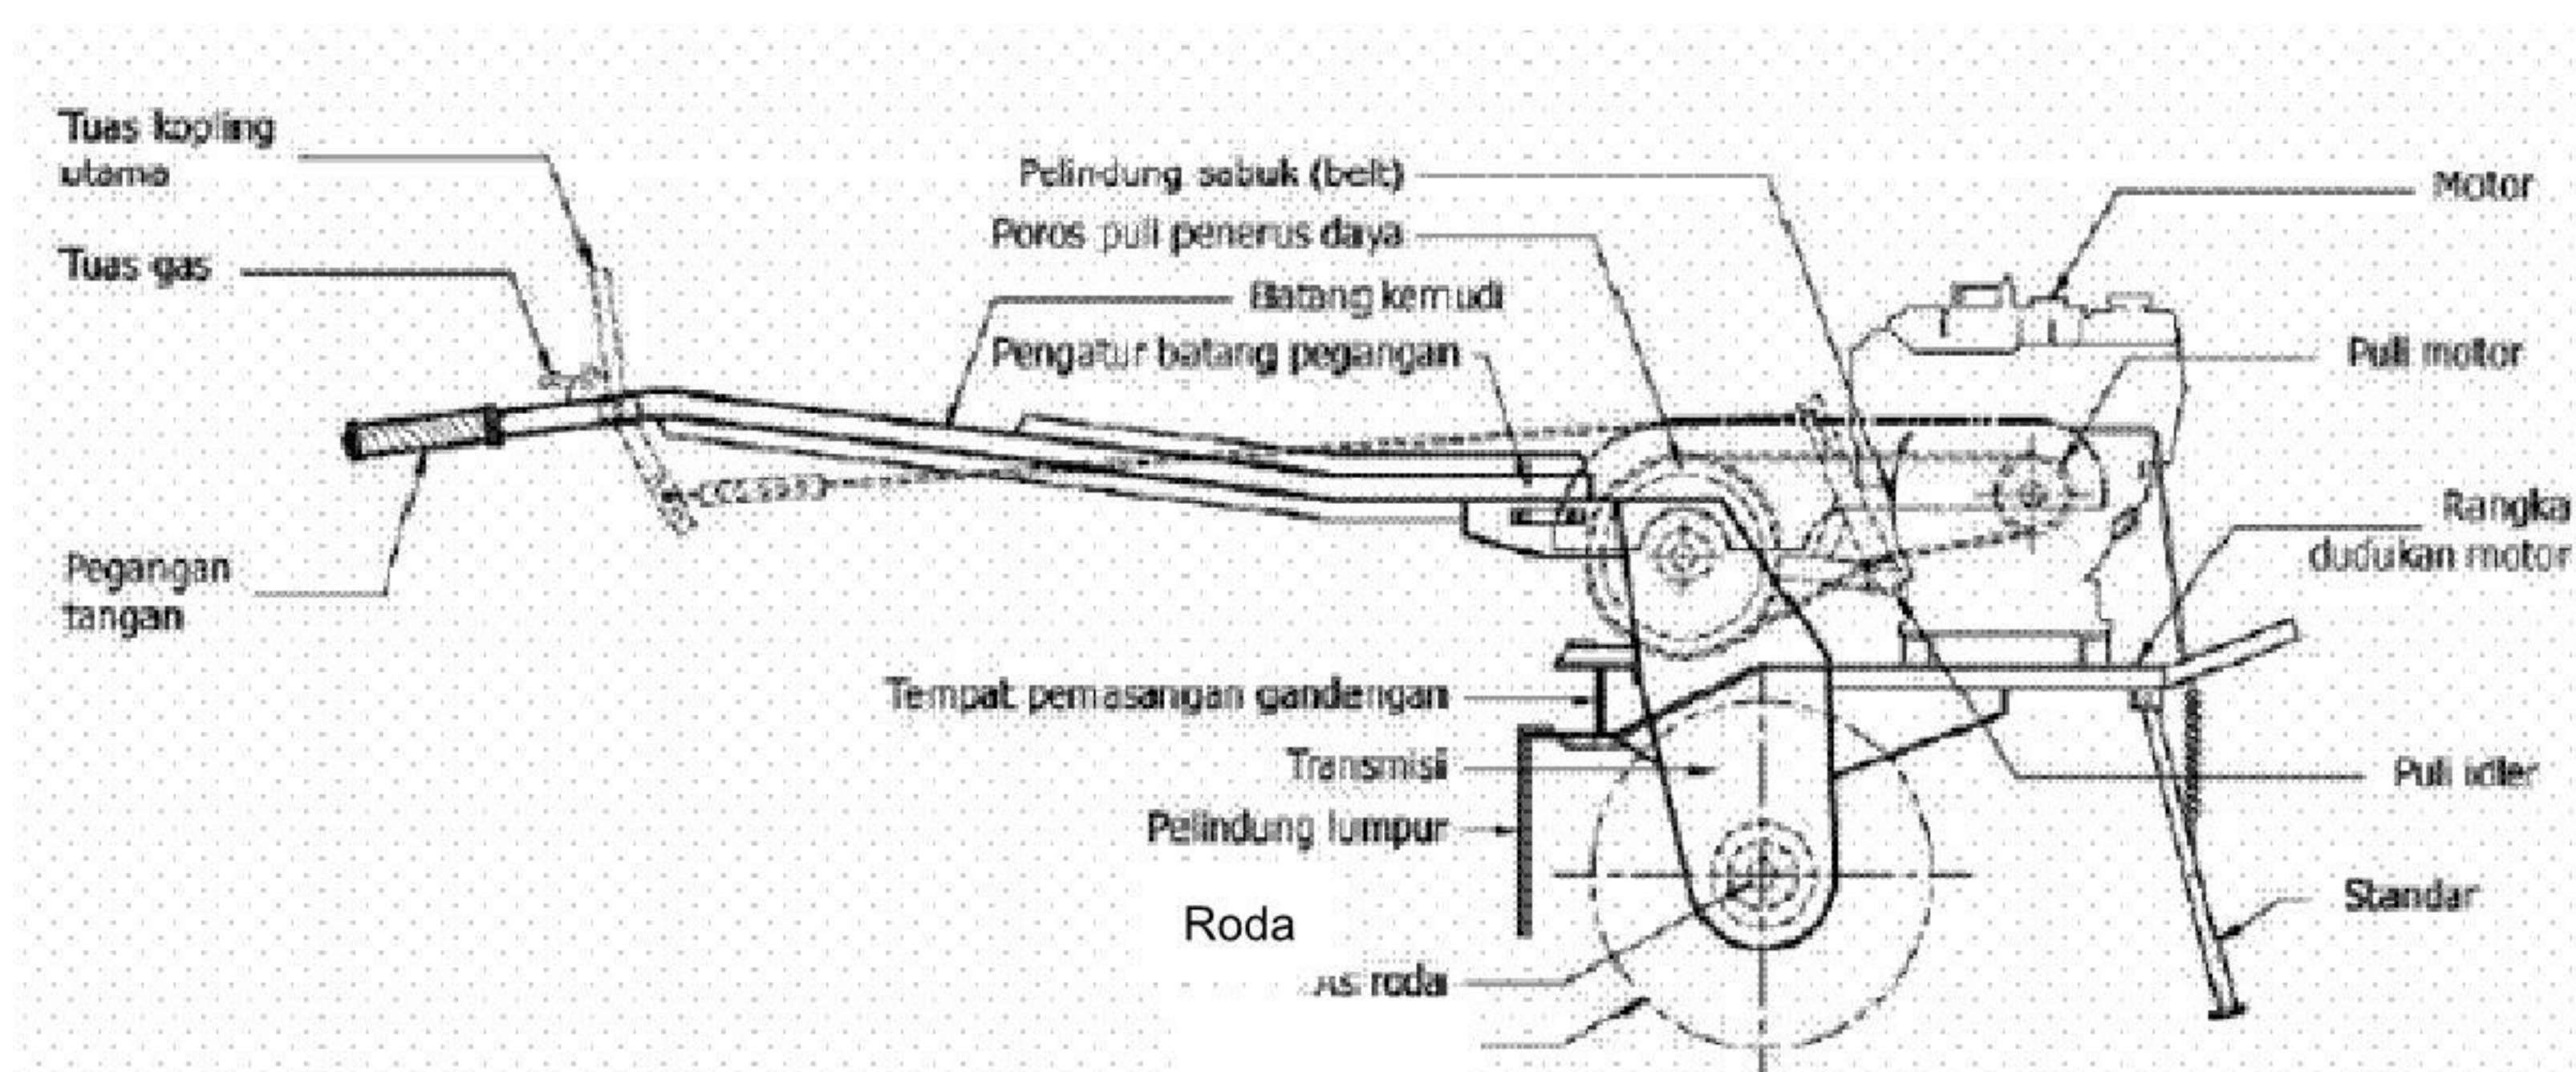 Tuas kopling
utama
Tuas gas
Pegangan
tangan
Pelindung sabuk (belt)
Poros puli penerus daya
Batang kemudi
Pengatur batang pegangan
Tempat pemasangan gandengan
Transmisi
Pelindung lumpur
Roda
As roda
Motor
Puli motor
Rangka
dudukan motor
Puli idler
Standar